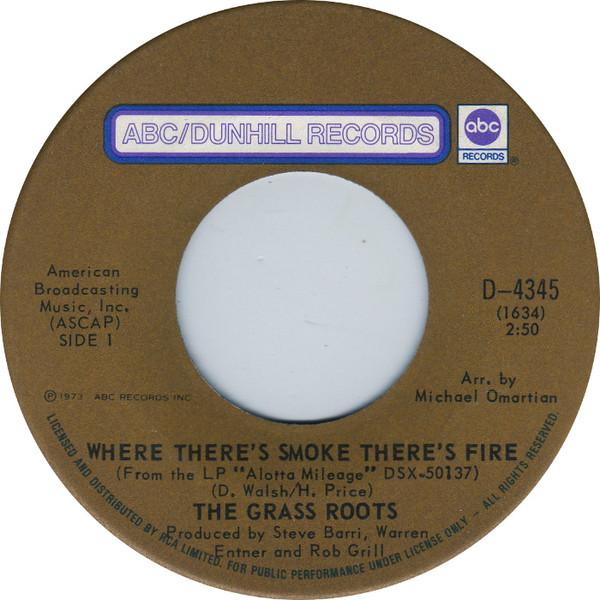 ABC/DUNHILL RECORDS
abc
RECORDS
®
American
Broadcasting
Music, Inc.
(ASCAP)
SIDE 1
D-4345
(1634)
2:50
Arr. by
Michael Omartian
Ⓟ1973 ABC RECORDS INC
WHERE THERE'S SMOKE THERE'S FIRE
(From the LP "Alotta Mileage" DSX-50137)
(D. Walsh/H. Price)
THE GRASS ROOTS
Produced by Steve Barri, Warren
Entner and Rob Grill
LICENSED AND DISTRIBUTED BY RCA LIMITED. FOR PUBLIC PERFORMANCE UNDER LICENSE ONLY - ALL RIGHTS RESERVED.